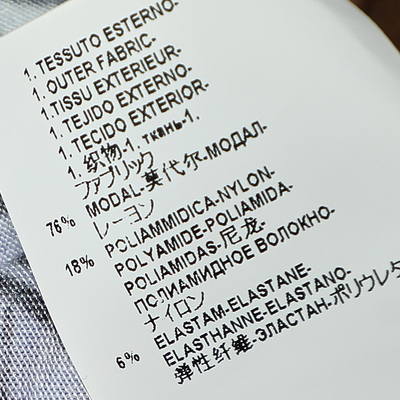 1. TESSUTO ESTERNO-
1. OUTER FABRIC-
1. TISSU EXTERIEUR-
1. TEJIDO EXTERNO-
1. TECIDO EXTERIOR-
1. 织物-1. ткань-1.
ファブリック
76% MODAL-莫代尔-МОДАЛ-
レーヨン
18% POLIAMMIDICA-NYLON-
POLYAMIDE-POLIAMIDA-
POLIAMIDAS-尼龙-
ПОЛИАМИДНОЕ ВОЛОКНО-
ナイロン
6% ELASTAM-ELASTANE-
ELASTHANNE-ELASTANO-
弹性纤维-ЭЛАСТАН-ポリウレタ